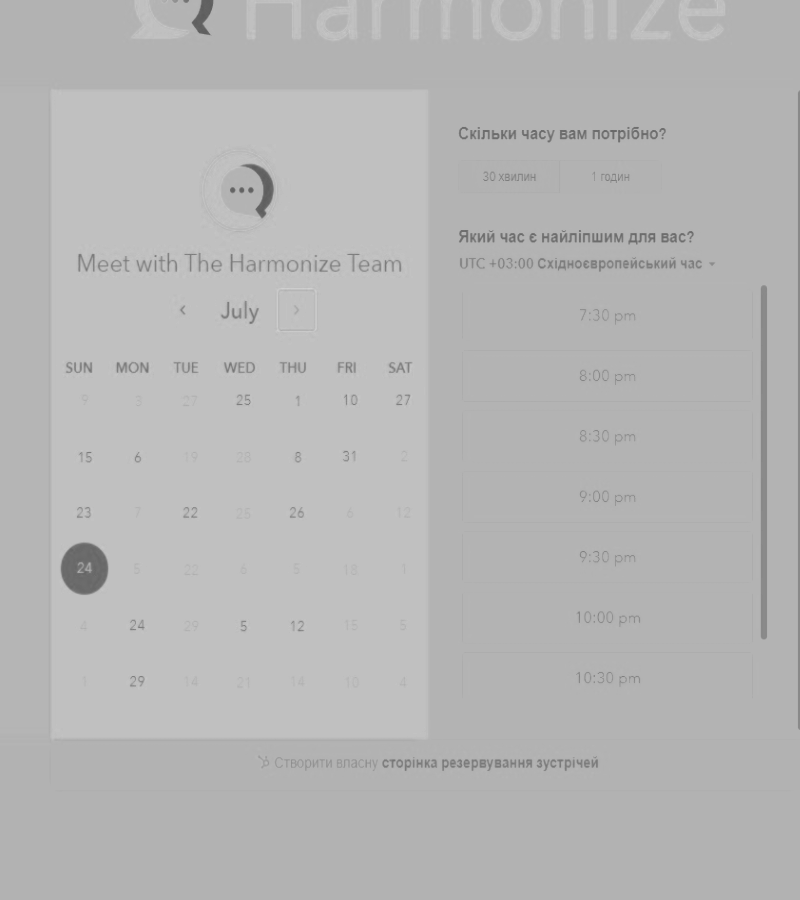 Harmonize
Meet with The Harmonize Team
July
SUN MON TUE WED THU FRI SAT
9 3 27 25 1 10 27
15 6 19 28 8 31 2
23 7 22 25 26 6 12
24 5 22 6 5 18 1
4 24 29 5 12 15 5
1 29 14 21 14 10 4
Скільки часу вам потрібно?
30 хвилин 1 годин
Який час є найліпшим для вас?
UTC +03:00 Східноєвропейський час
7:30 pm
8:00 pm
8:30 pm
9:00 pm
9:30 pm
10:00 pm
10:30 pm
Створити власну сторінка резервування зустрічей